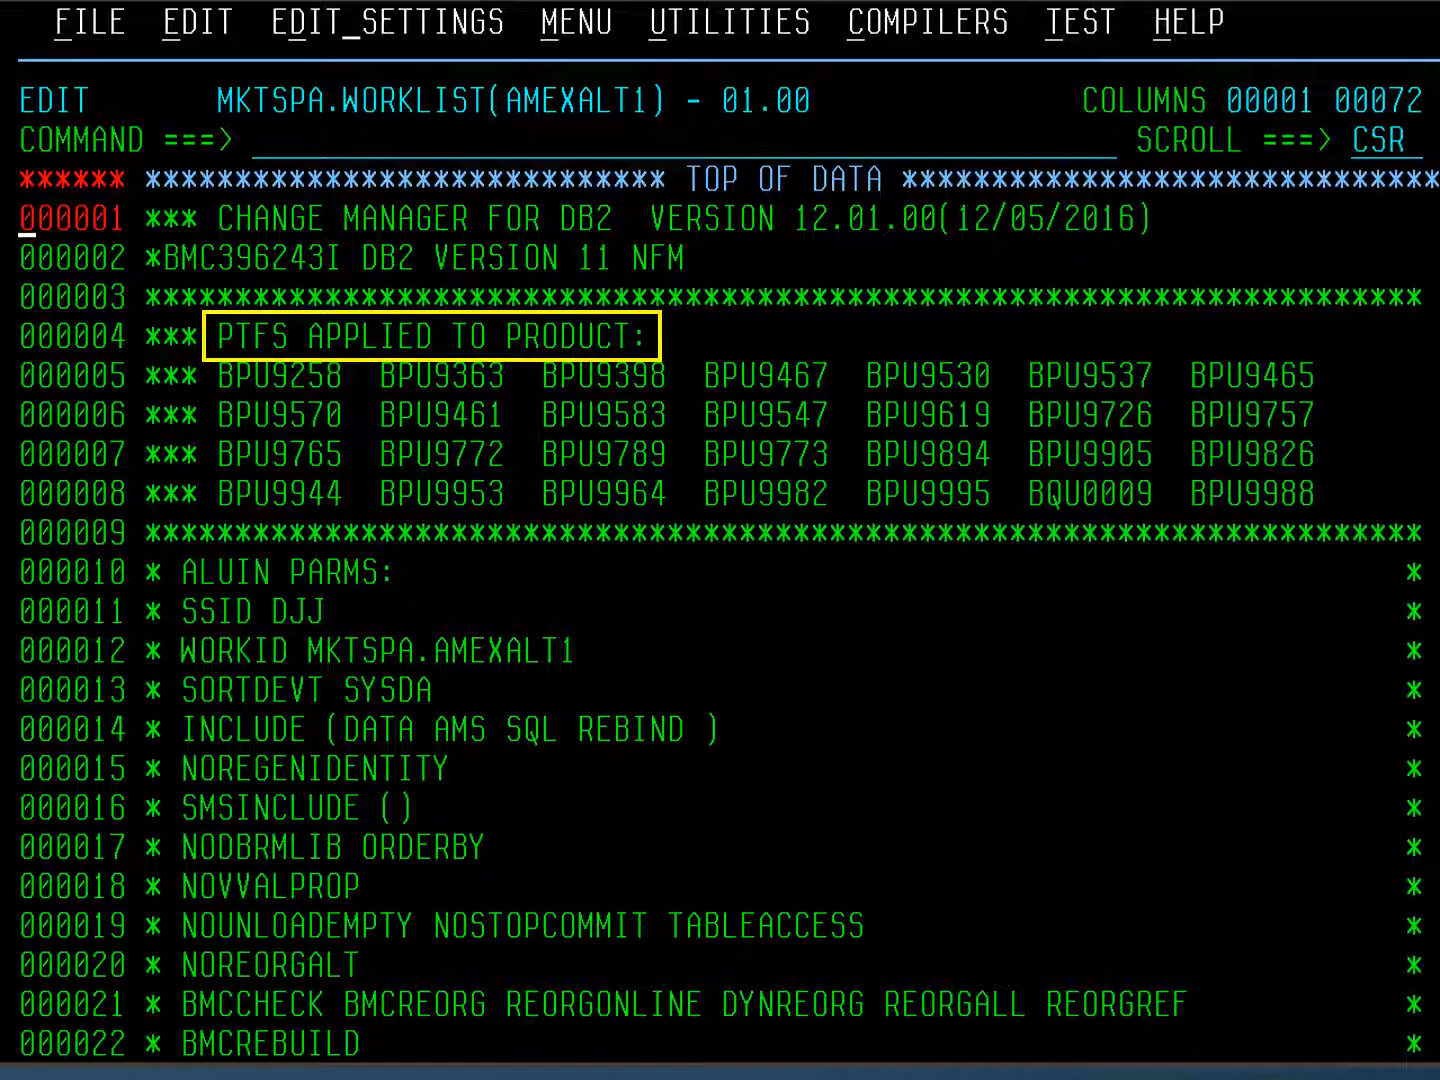 FILE EDIT EDIT_SETTINGS MENU UTILITIES COMPILERS TEST HELP
EDIT MKTSPA.WORKLIST(AMEXALT1) - 01.00 COLUMNS 00001 00072
COMMAND ===> SCROLL ===> CSR
****** ***************************** TOP OF DATA ******************************
000001 *** CHANGE MANAGER FOR DB2 VERSION 12.01.00(12/05/2016)
000002 *BMC396243I DB2 VERSION 11 NFM
000003 ***********************************************************************
000004 *** PTFS APPLIED TO PRODUCT:
000005 *** BPU9258 BPU9363 BPU9398 BPU9467 BPU9530 BPU9537 BPU9465
000006 *** BPU9570 BPU9461 BPU9583 BPU9547 BPU9619 BPU9726 BPU9757
000007 *** BPU9765 BPU9772 BPU9789 BPU9773 BPU9894 BPU9905 BPU9826
000008 *** BPU9944 BPU9953 BPU9964 BPU9982 BPU9995 BQU0009 BPU9988
000009 ***********************************************************************
000010 * ALUIN PARMS: *
000011 * SSID DJJ *
000012 * WORKID MKTSPA.AMEXALT1 *
000013 * SORTDEVT SYSDA *
000014 * INCLUDE (DATA AMS SQL REBIND ) *
000015 * NOREGENIDENTITY *
000016 * SMSINCLUDE () *
000017 * NODBRMLIB ORDERBY *
000018 * NOVVALPROP *
000019 * NOUNLOADEMPTY NOSTOPCOMMIT TABLEACCESS *
000020 * NOREORGALT *
000021 * BMCCHECK BMCREORG REORGONLINE DYNREORG REORGALL REORGREF *
000022 * BMCREBUILD *